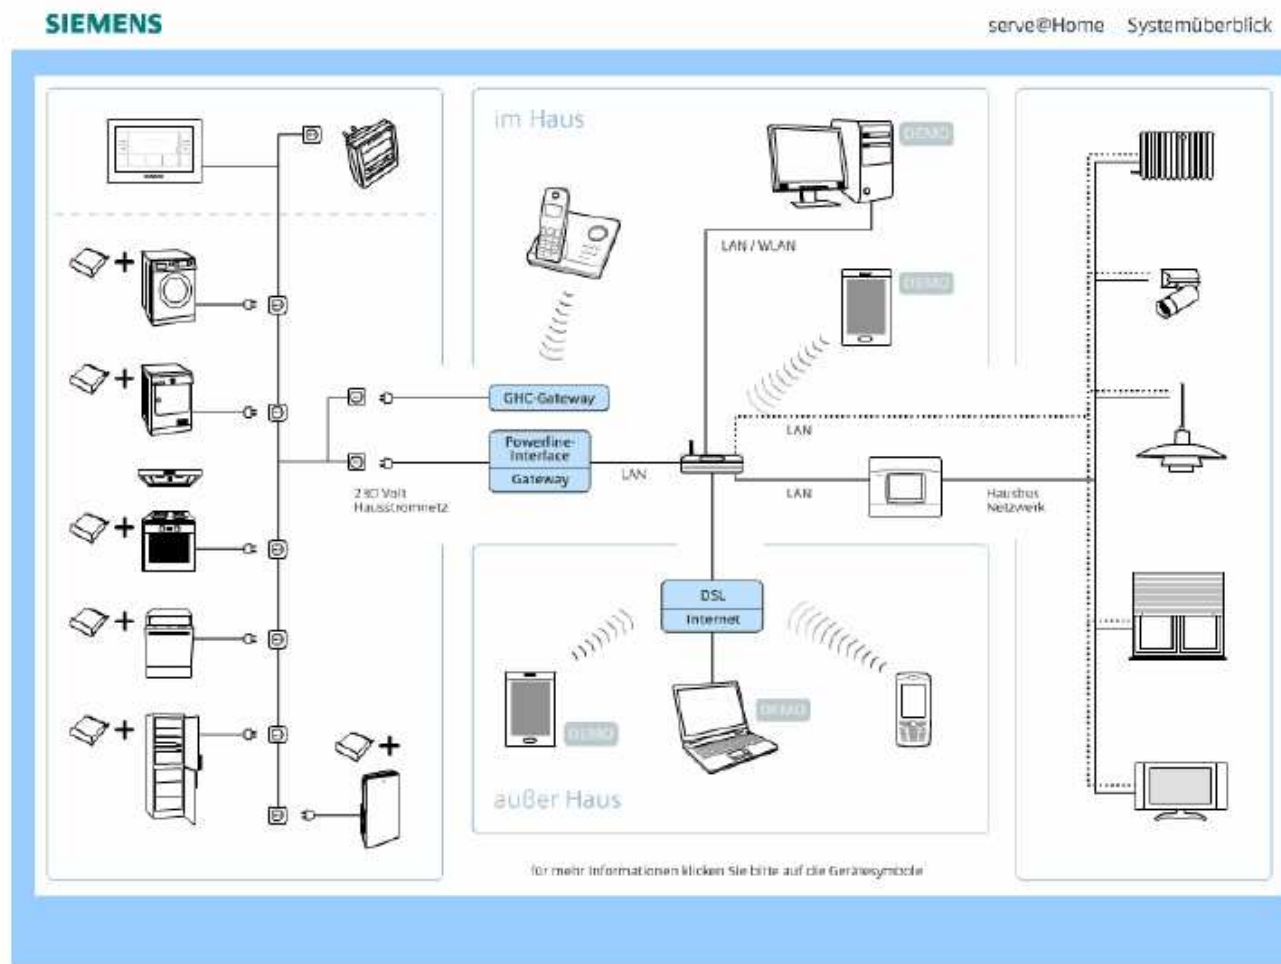 SIEMENS
serve@Home Systemüberblick
im Haus
DEMO
LAN / WLAN
DEMO
GHC-Gateway
LAN
Powerline-
Interface
Gateway
LAN
LAN
230 Volt
Hausstromnetz
Hausbus
Netzwerk
DSL
Internet
DEMO
DEMO
außer Haus
für mehr Informationen klicken Sie bitte auf die Gerätesymbole